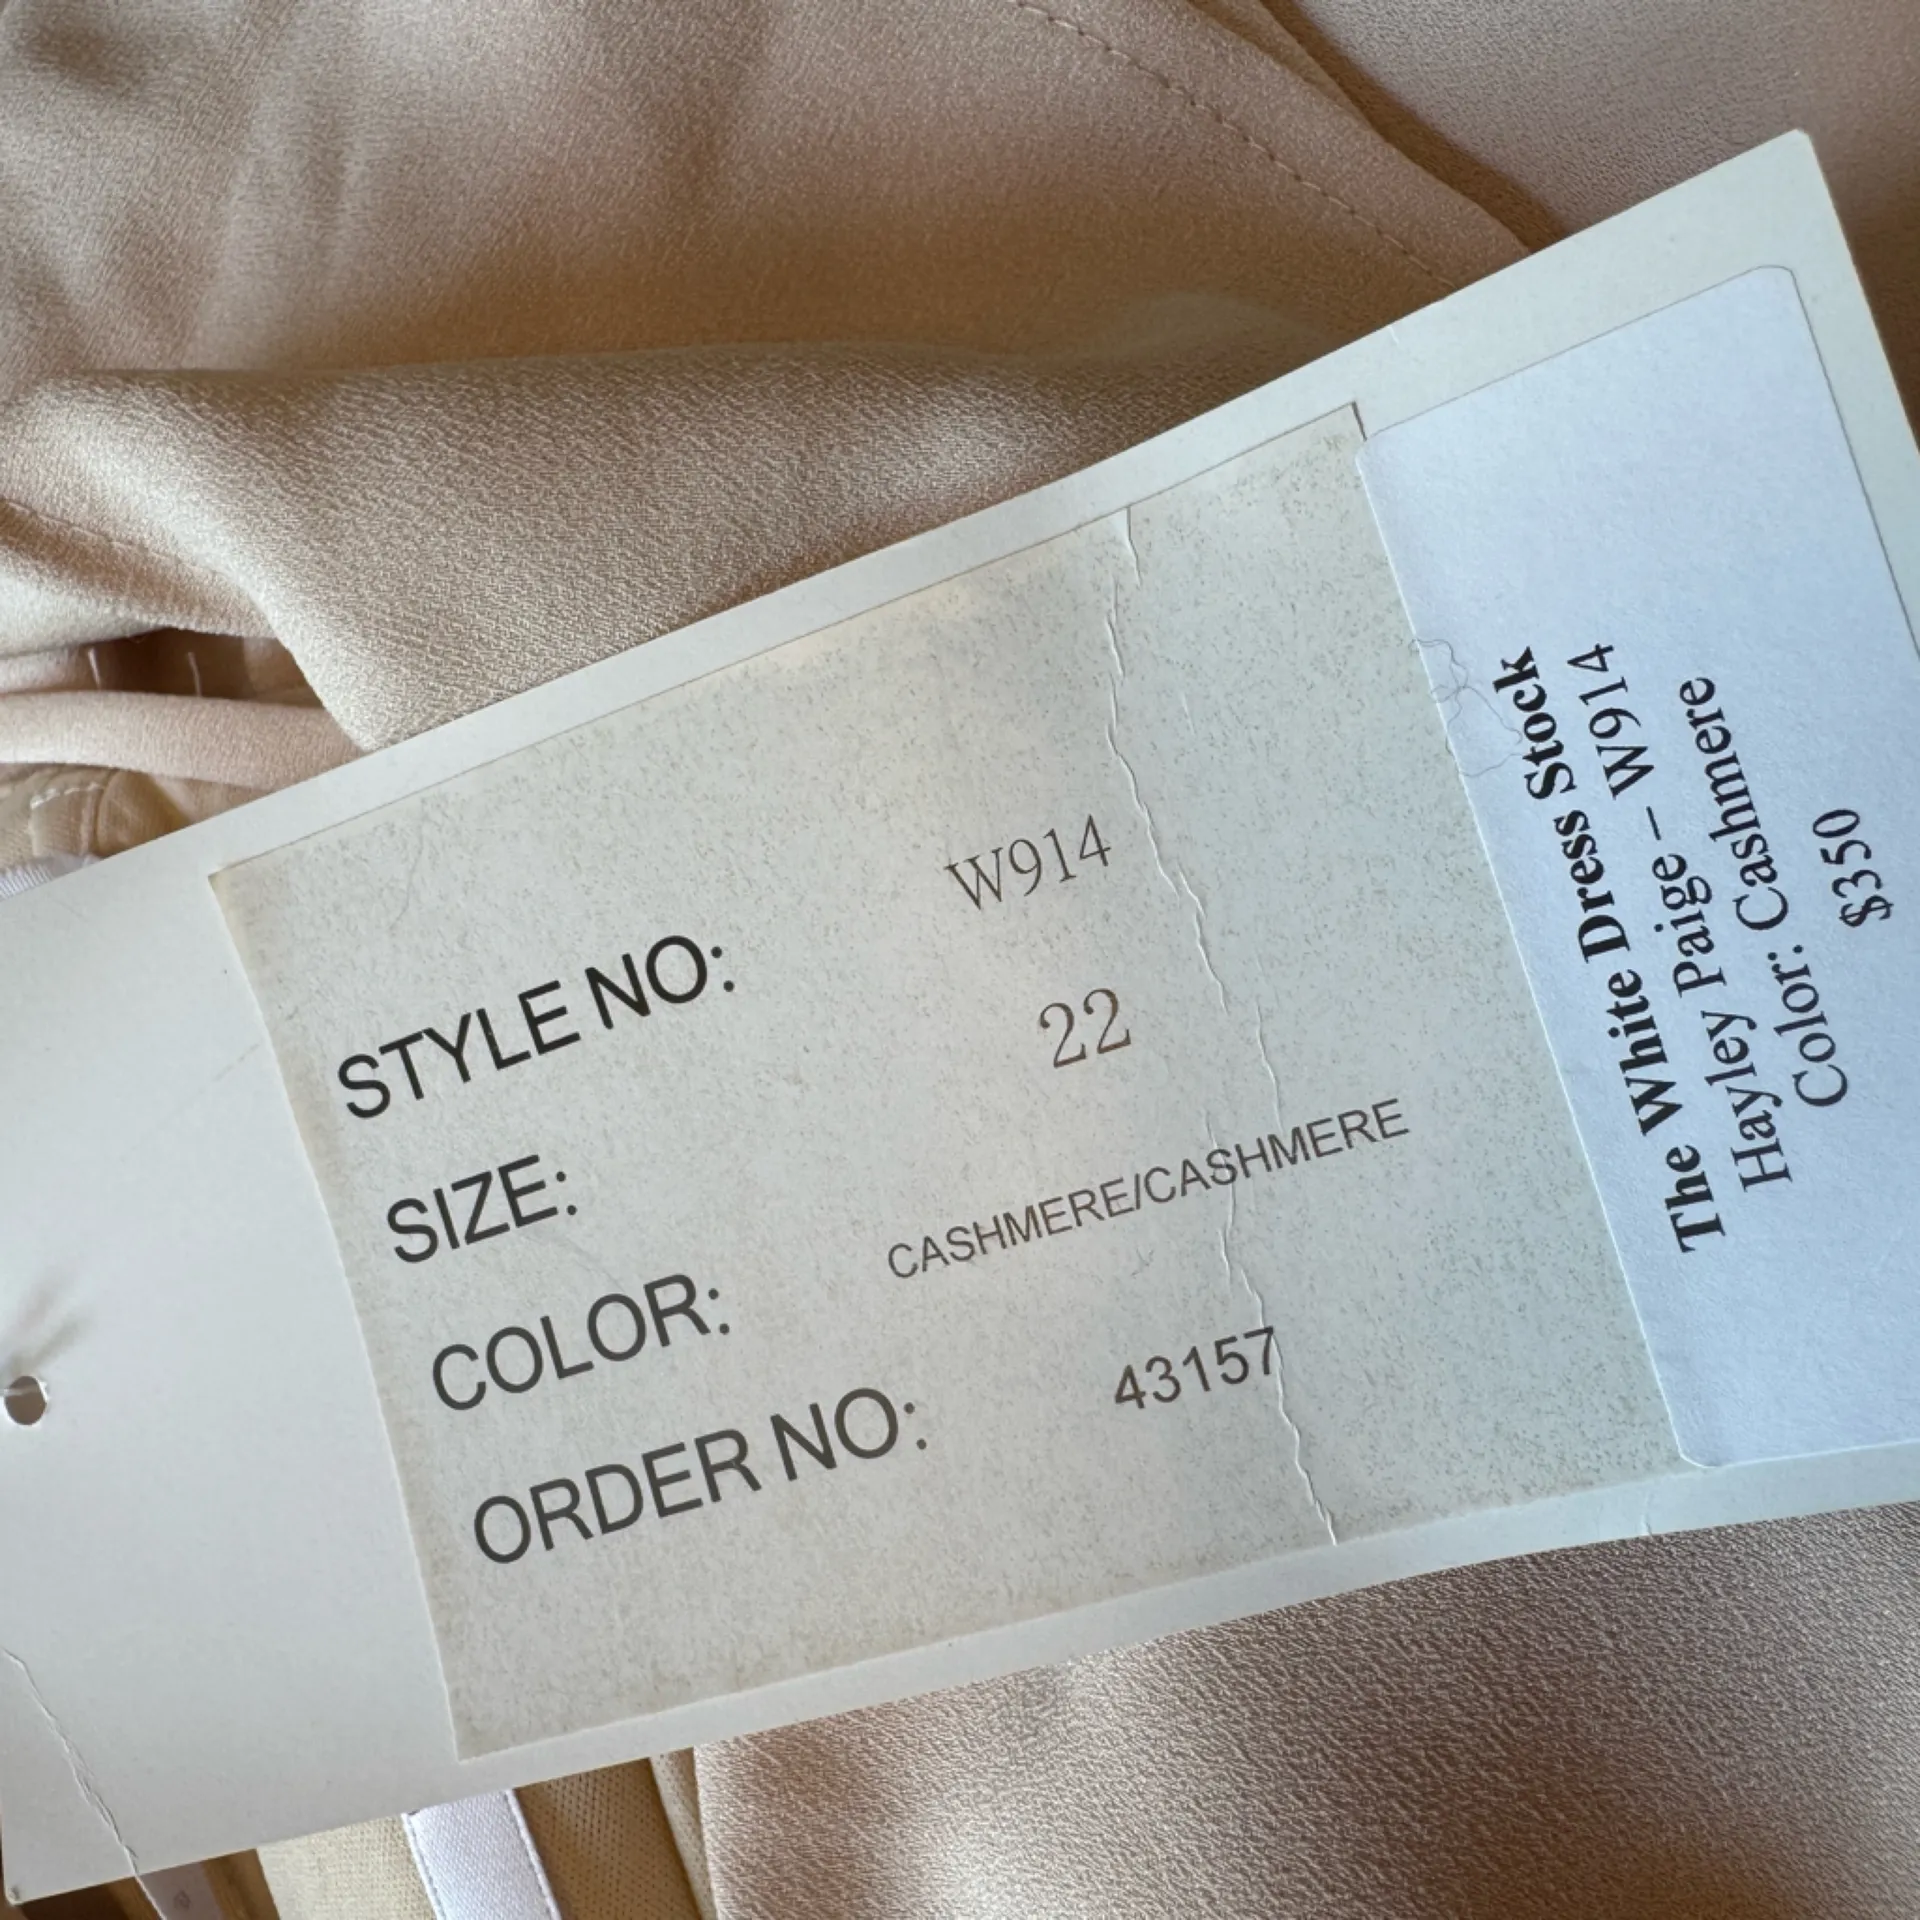 STYLE NO: W914
SIZE: 22
COLOR: CASHMERE/CASHMERE
ORDER NO: 43157
The White Dress Stock
Hayley Paige – W914
Color: Cashmere
$350